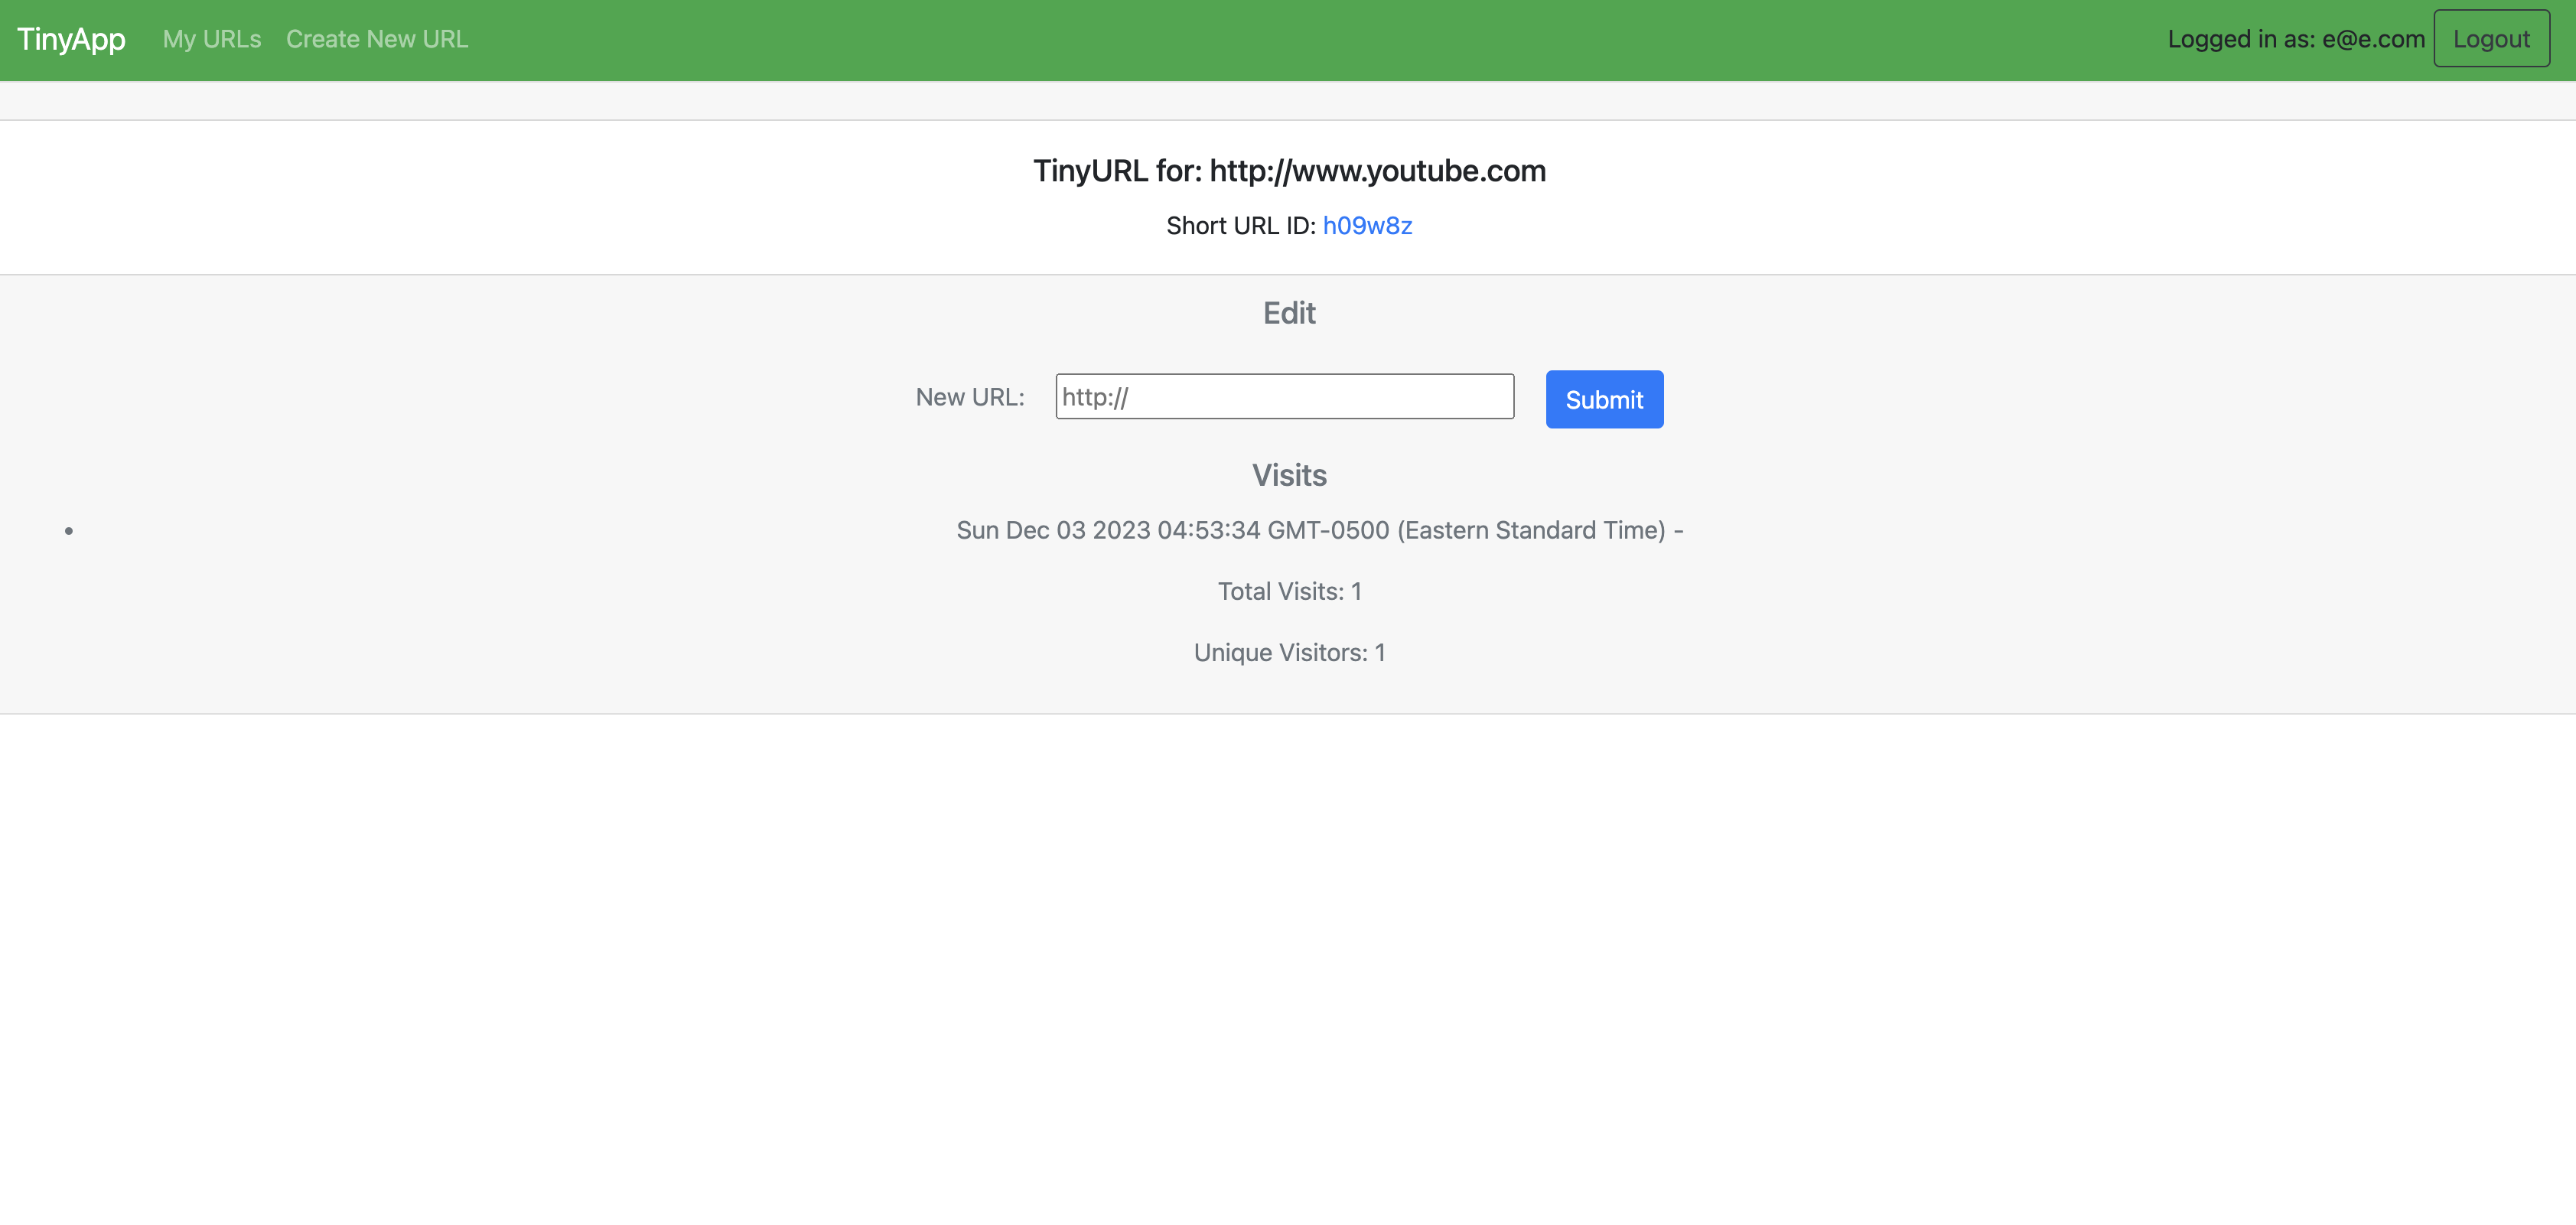 TinyApp My URLs Create New URL Logged in as: e@e.com Logout
TinyURL for: http://www.youtube.com
Short URL ID: h09w8z
Edit
New URL: http:// Submit
Visits
• Sun Dec 03 2023 04:53:34 GMT-0500 (Eastern Standard Time) -
Total Visits: 1
Unique Visitors: 1